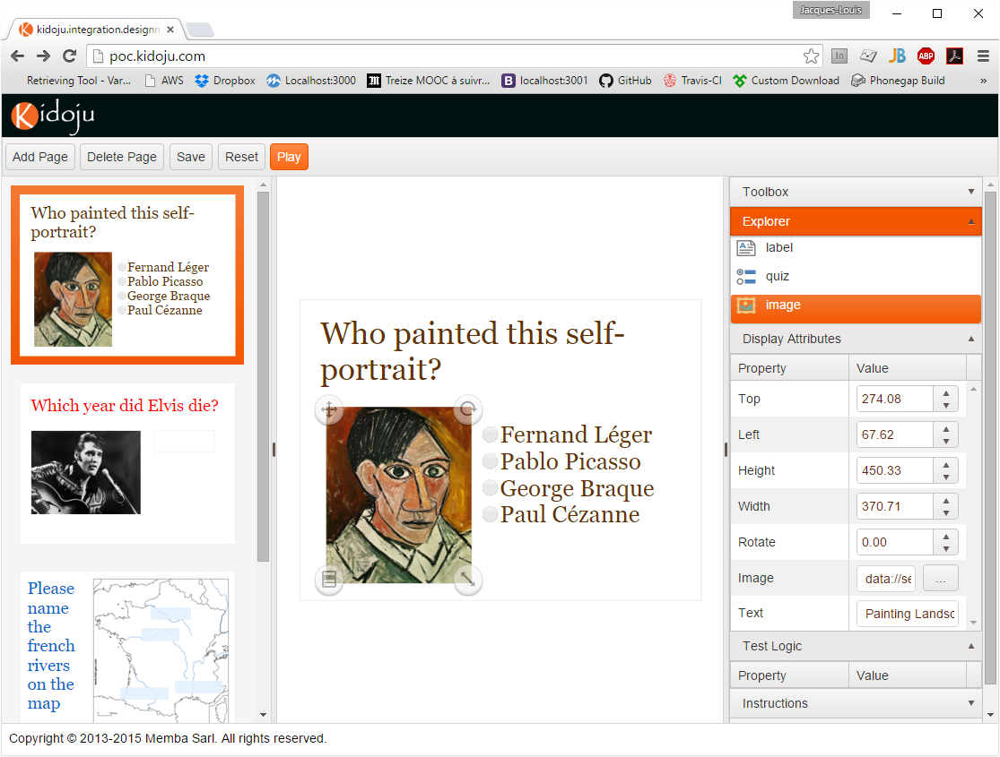 Jacques-Louis
kidoju.integration.designn
poc.kidoju.com
In
JB
ABP
Retrieving Tool - Var...
AWS
Dropbox
Localhost:3000
Treize MOOC à suivr...
B
localhost:3001
GitHub
Travis-CI
Custom Download
Phonegap Build
»
Kidoju
Add Page
Delete Page
Save
Reset
Play
Who painted this self-
portrait?
Fernand Léger
Pablo Picasso
George Braque
Paul Cézanne
Which year did Elvis die?
Please
name
the
french
rivers
on the
map
Who painted this self-
portrait?
Fernand Léger
Pablo Picasso
George Braque
Paul Cézanne
Toolbox
Explorer
label
quiz
image
Display Attributes
Property Value
Top 274.08
Left 67.62
Height 450.33
Width 370.71
Rotate 0.00
Image data://se ...
Text Painting Landsc
Test Logic
Property Value
Instructions
Copyright © 2013-2015 Memba Sarl. All rights reserved.